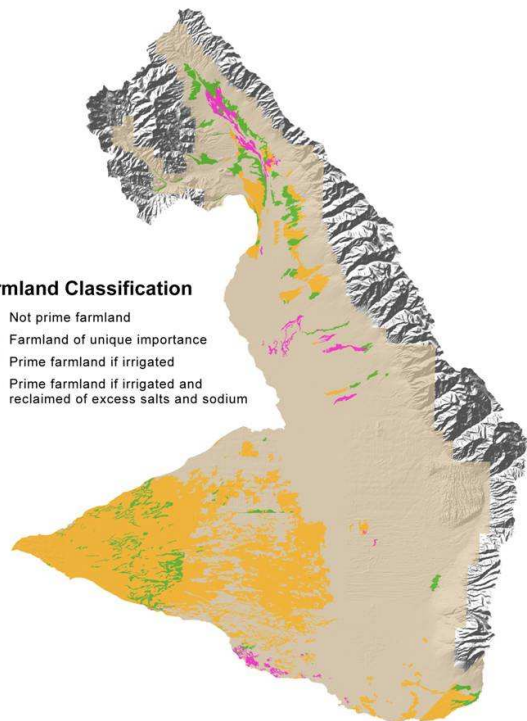 rmland Classification
Not prime farmland
Farmland of unique importance
Prime farmland if irrigated
Prime farmland if irrigated and
reclaimed of excess salts and sodium